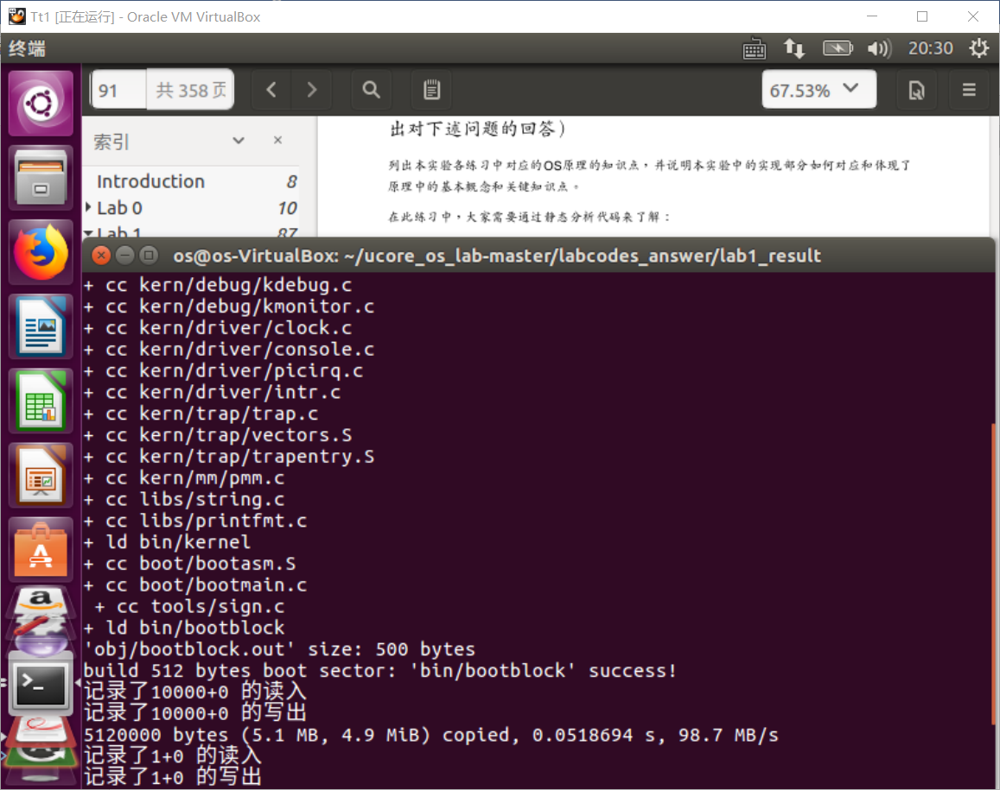 Tt1 [正在运行] - Oracle VM VirtualBox
终端
20:30
91 共 358 页
67.53%
索引
Introduction 8
Lab 0 10
Lab 1 87
出对下述问题的回答）
列出本实验各练习中对应的OS原理的知识点，并说明本实验中的实现部分如何对应和体现了
原理中的基本概念和关键知识点。
在此练习中，大家需要通过静态分析代码来了解：
os@os-VirtualBox: ~/ucore_os_lab-master/labcodes_answer/lab1_result
+ cc kern/debug/kdebug.c
+ cc kern/debug/kmonitor.c
+ cc kern/driver/clock.c
+ cc kern/driver/console.c
+ cc kern/driver/picirq.c
+ cc kern/driver/intr.c
+ cc kern/trap/trap.c
+ cc kern/trap/vectors.S
+ cc kern/trap/trapentry.S
+ cc kern/mm/pmm.c
+ cc libs/string.c
+ cc libs/printfmt.c
+ ld bin/kernel
+ cc boot/bootasm.S
+ cc boot/bootmain.c
 + cc tools/sign.c
+ ld bin/bootblock
'obj/bootblock.out' size: 500 bytes
build 512 bytes boot sector: 'bin/bootblock' success!
记录了10000+0 的读入
记录了10000+0 的写出
5120000 bytes (5.1 MB, 4.9 MiB) copied, 0.0518694 s, 98.7 MB/s
记录了1+0 的读入
记录了1+0 的写出